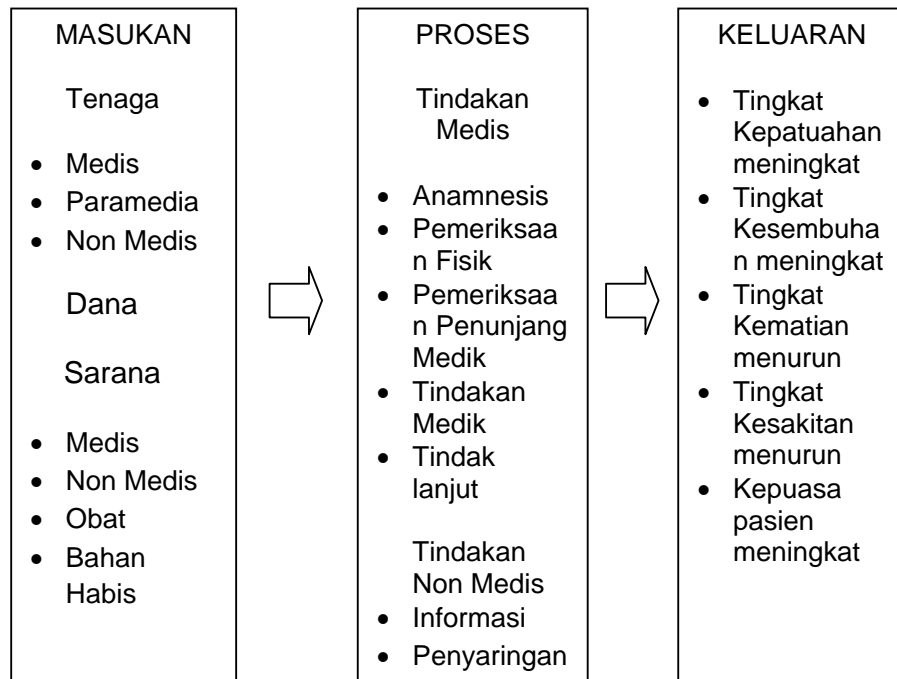 MASUKAN
Tenaga
• Medis
• Paramedia
• Non Medis
Dana
Sarana
• Medis
• Non Medis
• Obat
• Bahan
Habis
PROSES
Tindakan
Medis
• Anamnesis
• Pemeriksaa
n Fisik
• Pemeriksaa
n Penunjang
Medik
• Tindakan
Medik
• Tindak
lanjut
Tindakan
Non Medis
• Informasi
• Penyaringan
KELUARAN
• Tingkat
Kepatuahan
meningkat
• Tingkat
Kesembuha
n meningkat
• Tingkat
Kematian
menurun
• Tingkat
Kesakitan
menurun
• Kepuasa
pasien
meningkat